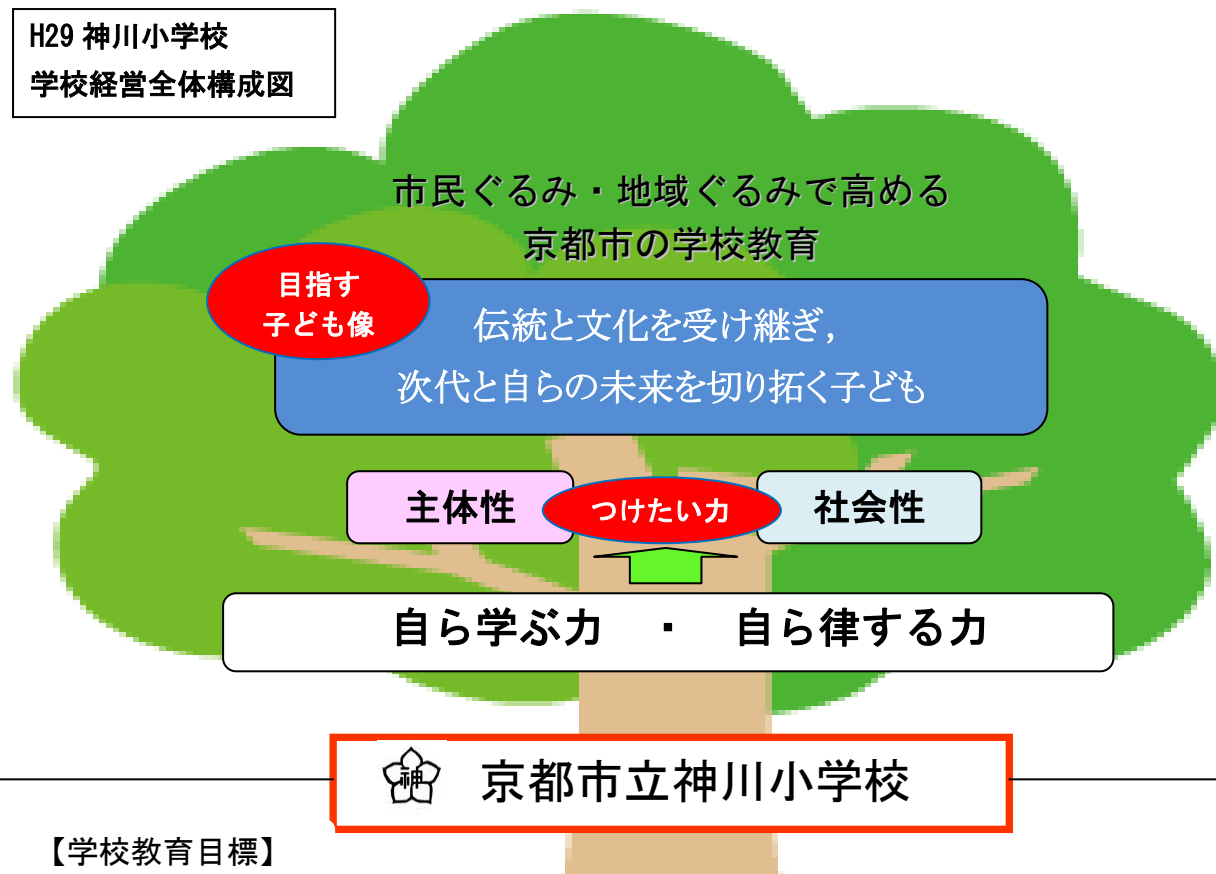 H29 神川小学校
学校経営全体構成図
市民ぐるみ・地域ぐるみで高める
京都市の学校教育
目指す
子ども像
伝統と文化を受け継ぎ,
次代と自らの未来を切り拓く子ども
主体性
つけたい力
社会性
自ら学ぶ力 ・ 自ら律する力
神
京都市立神川小学校
【学校教育目標】